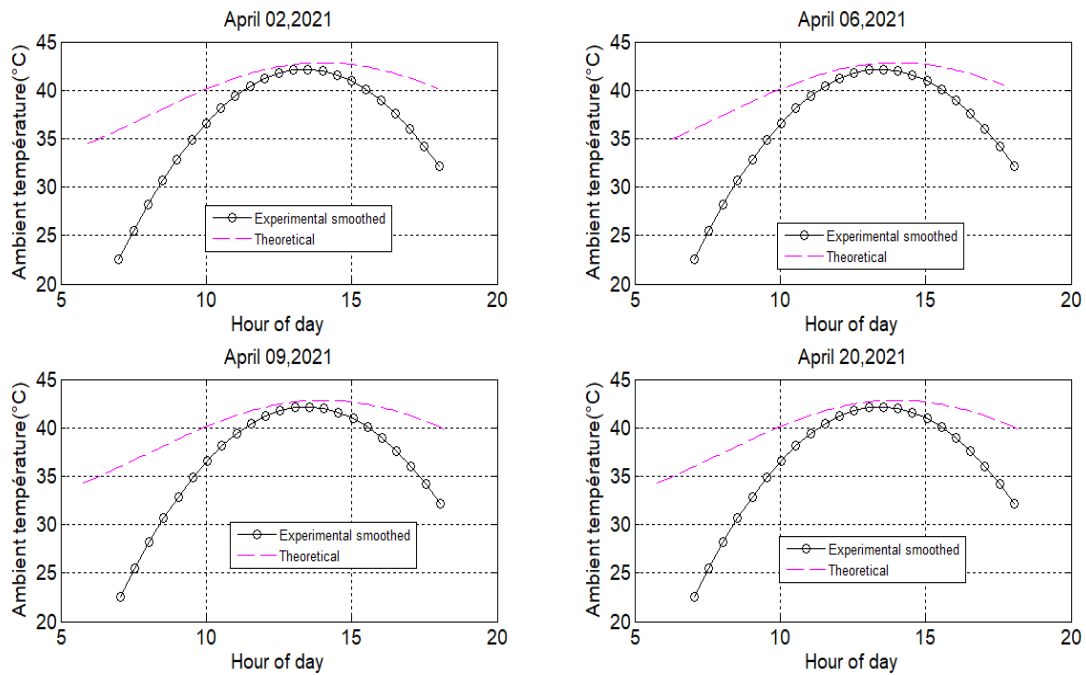 April 02,2021
Ambient température(°C)
45
40
35
30
25
20
5
10
15
20
Hour of day
Experimental smoothed
Theoretical
April 06,2021
Ambient température(°C)
45
40
35
30
25
20
5
10
15
20
Hour of day
Experimental smoothed
Theoretical
April 09,2021
Ambient température(°C)
45
40
35
30
25
20
5
10
15
20
Hour of day
Experimental smoothed
Theoretical
April 20,2021
Ambient température(°C)
45
40
35
30
25
20
5
10
15
20
Hour of day
Experimental smoothed
Theoretical